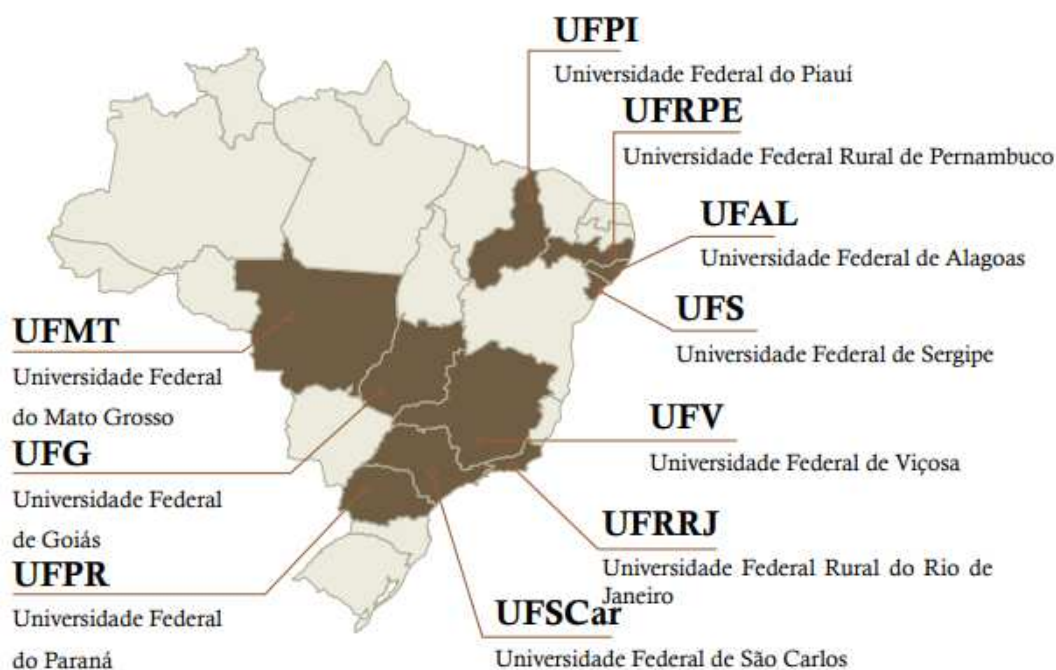 UFPI
Universidade Federal do Piauí
UFRPE
Universidade Federal Rural de Pernambuco
UFAL
Universidade Federal de Alagoas
UFS
Universidade Federal de Sergipe
UFMT
Universidade Federal
do Mato Grosso
UFV
Universidade Federal de Viçosa
UFG
Universidade Federal
de Goiás
UFRRJ
Universidade Federal Rural do Rio de
Janeiro
UFPR
Universidade Federal
do Paraná
UFSCar
Universidade Federal de São Carlos